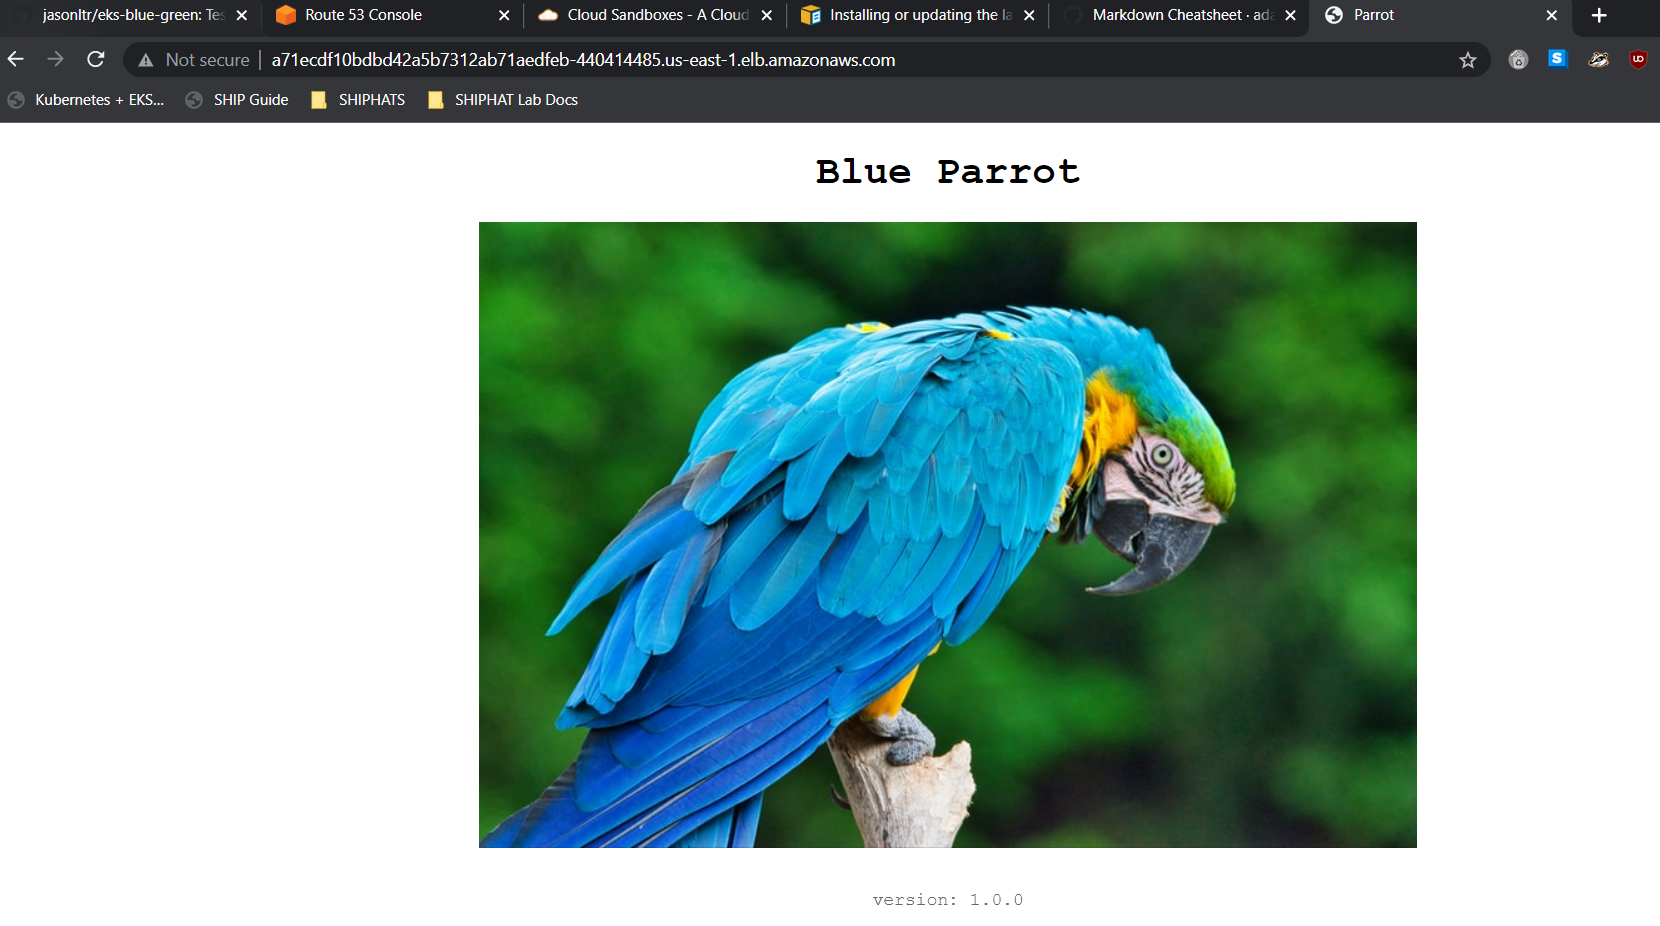 jasonltr/eks-blue-green: Tes
Route 53 Console
Cloud Sandboxes - A Cloud
Installing or updating the la
Markdown Cheatsheet · ada
Parrot
Not secure
a71ecdf10bdbd42a5b7312ab71aedfeb-440414485.us-east-1.elb.amazonaws.com
S
Kubernetes + EKS...
SHIP Guide
SHIPHATS
SHIPHAT Lab Docs
Blue Parrot
version: 1.0.0